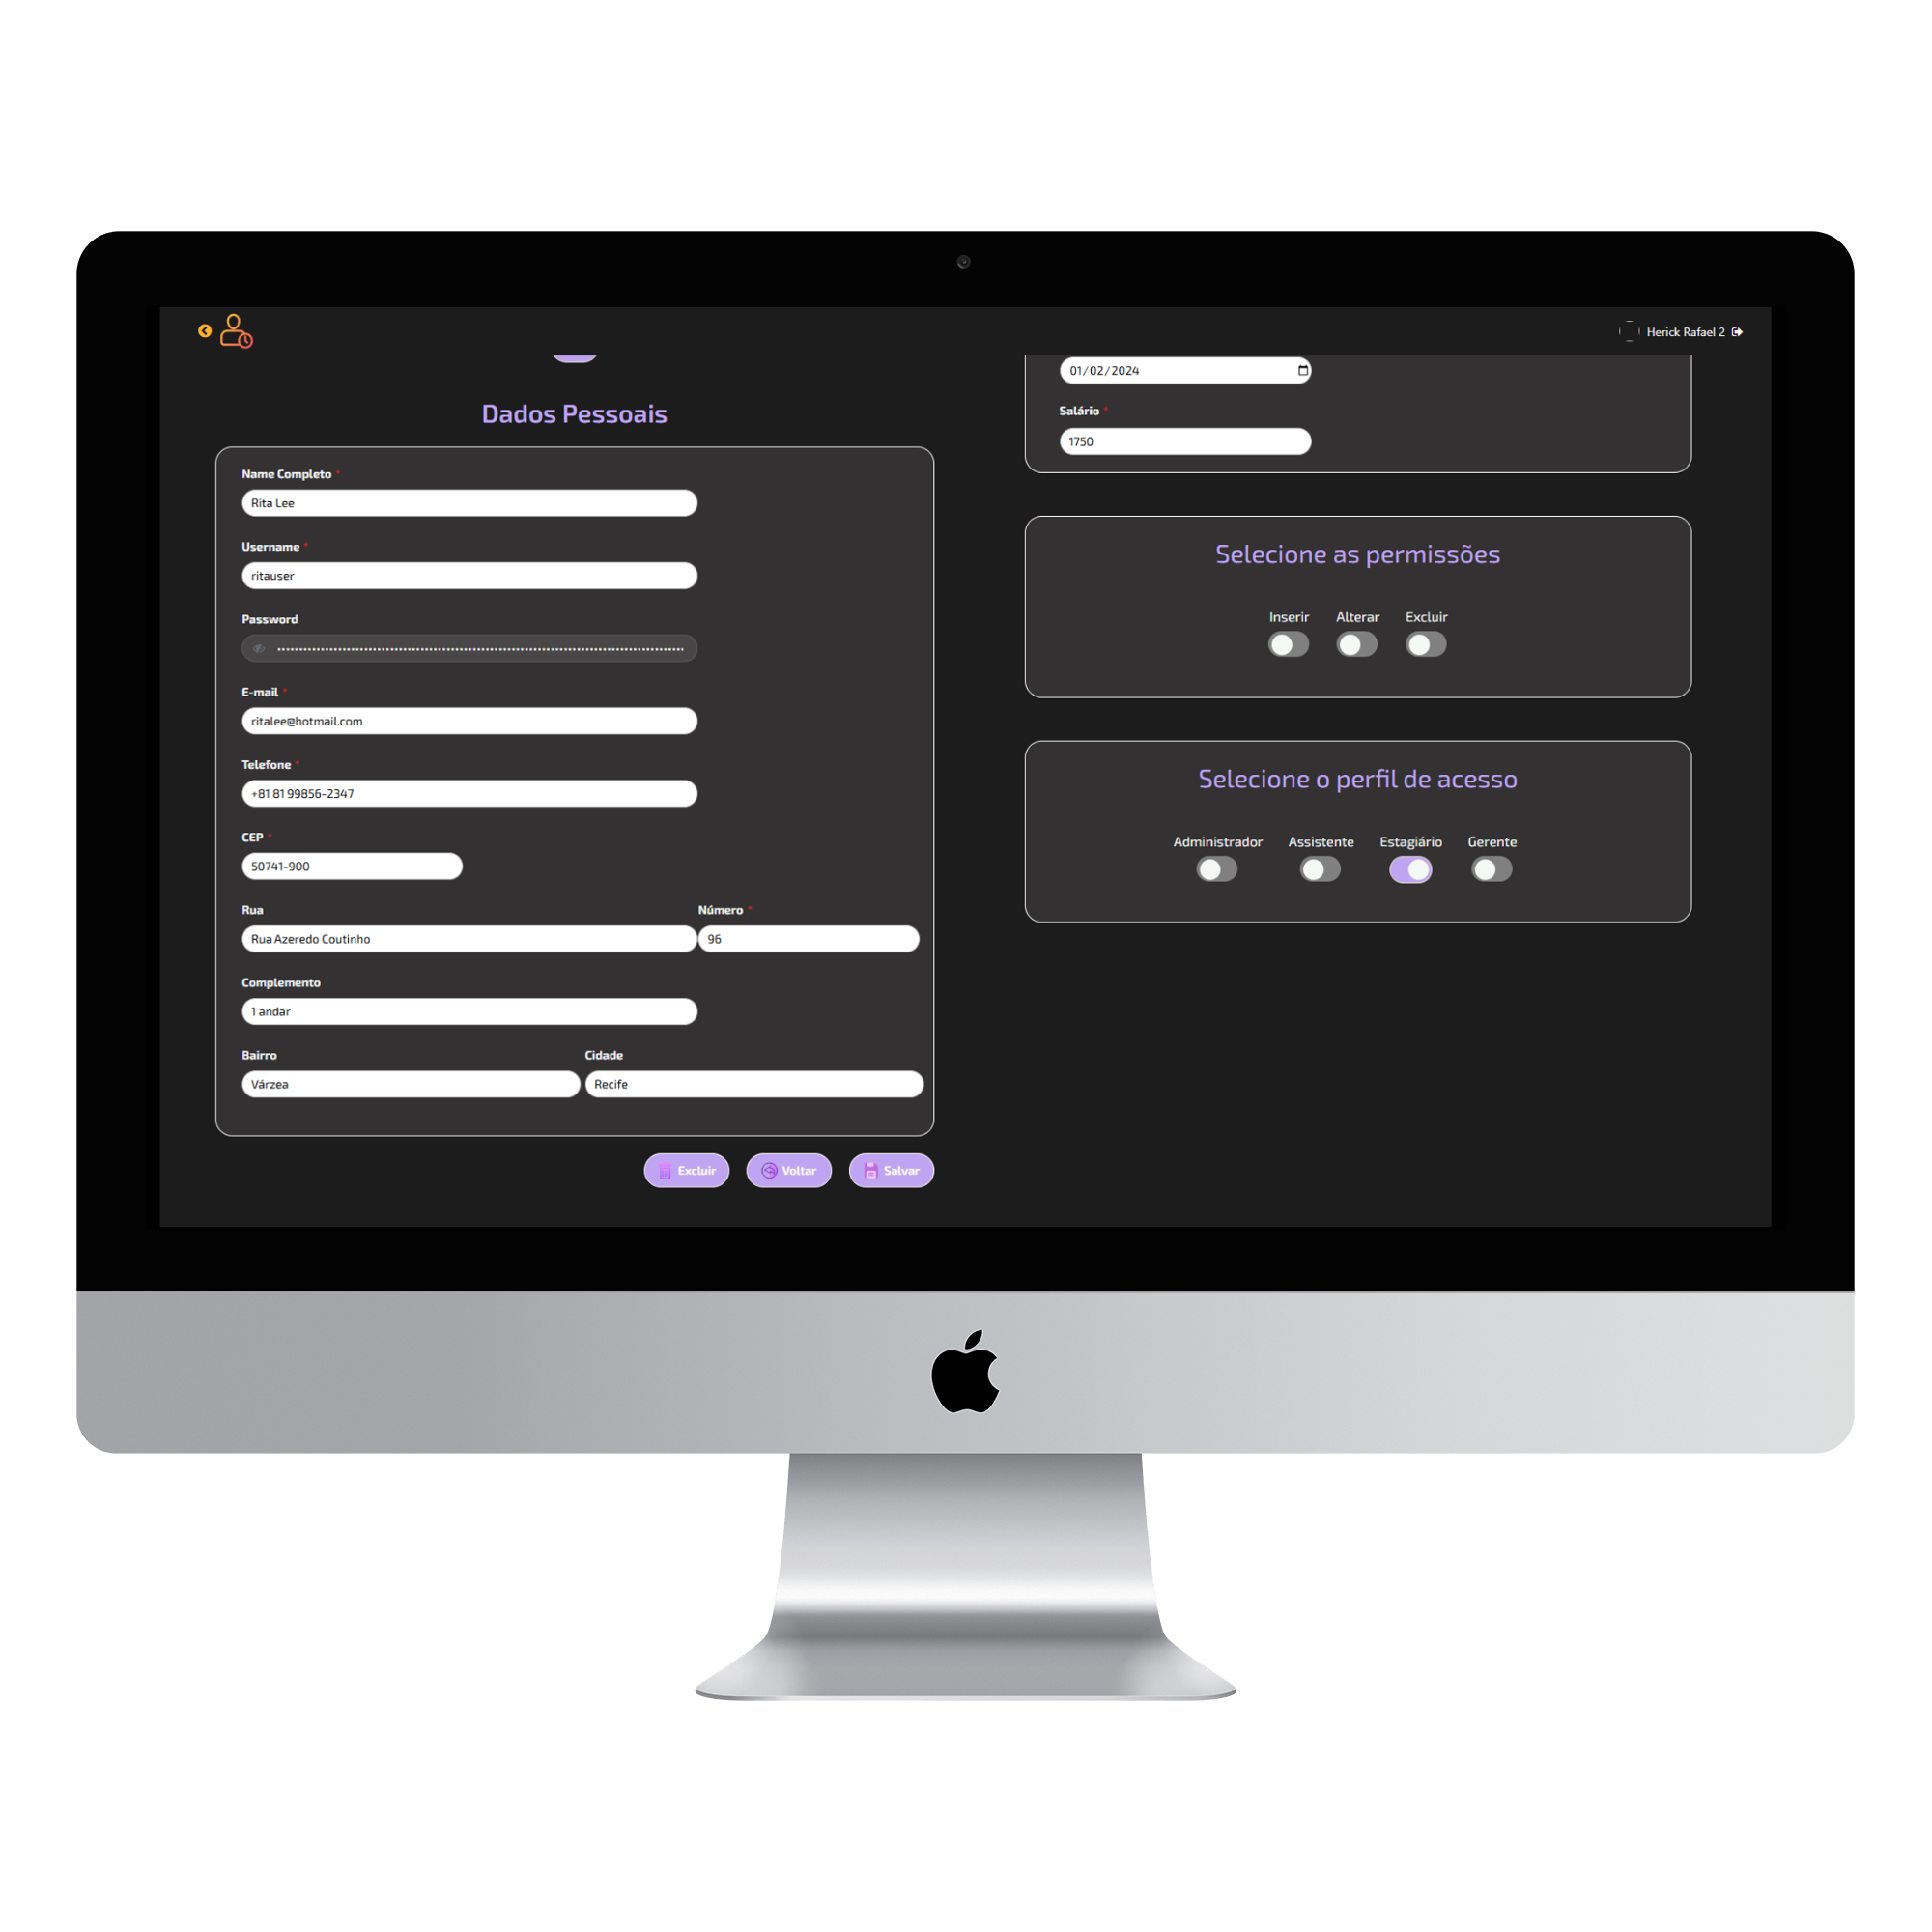 Herick Rafael 2
Dados Pessoais
Name Completo *
Rita Lee
Username *
ritauser
Password
E-mail *
ritalee@hotmail.com
Telefone *
+81 81 99856-2347
CEP *
50741-900
Rua Número *
Rua Azeredo Coutinho 96
Complemento
1 andar
Bairro Cidade
Várzea Recife
Excluir Voltar Salvar
01/02/2024
Salário *
1750
Selecione as permissões
Inserir Alterar Excluir
Selecione o perfil de acesso
Administrador Assistente Estagiário Gerente